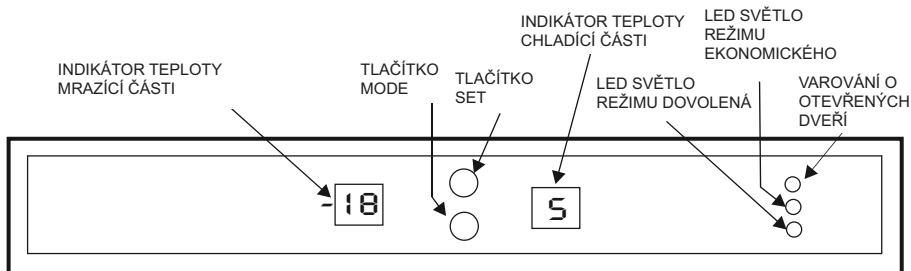 INDIKÁTOR TEPLOTY
MRAZÍCÍ ČÁSTI
TLAČÍTKO
MODE
TLAČÍTKO
SET
INDIKÁTOR TEPLOTY
CHLADÍCÍ ČÁSTI
LED SVĚTLO
REŽIMU DOVOLENÁ
LED SVĚTLO
REŽIMU
EKONOMICKÉHO
VAROVÁNÍ O
OTEVŘENÝCH
DVEŘÍ
-18
5